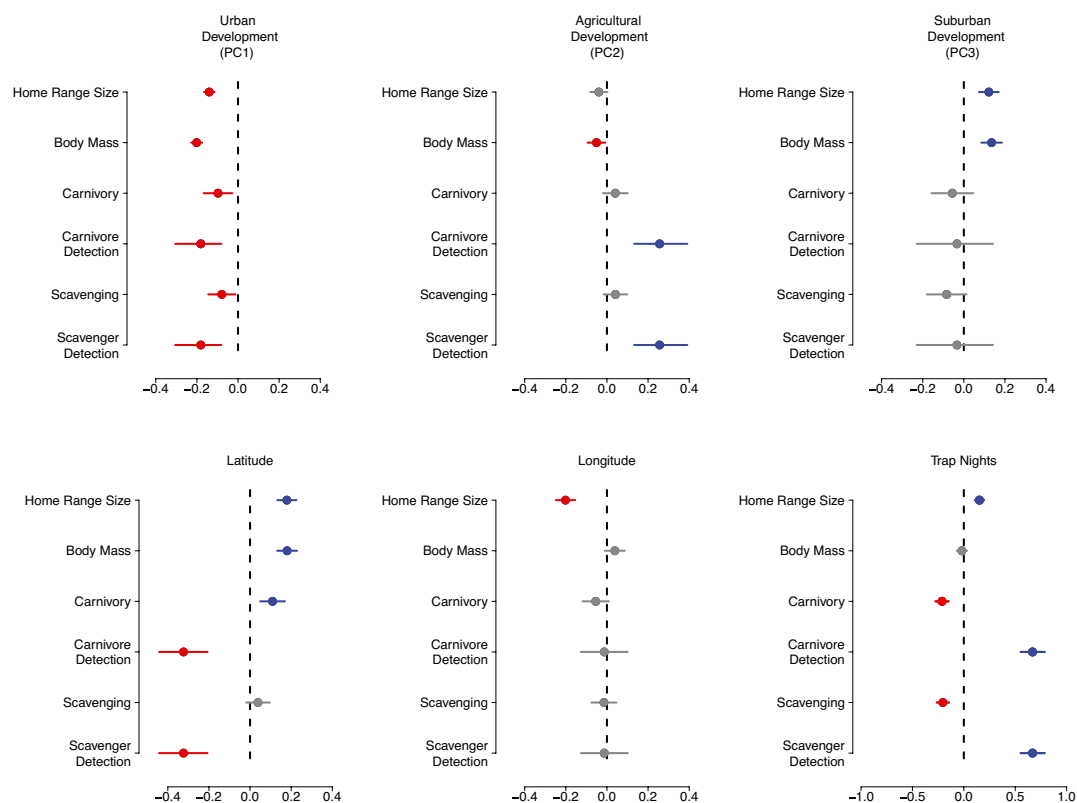 Urban
Development
(PC1)
Home Range Size
Body Mass
Carnivory
Carnivore
Detection
Scavenging
Scavenger
Detection
−0.4 −0.2 0.0 0.2 0.4
Agricultural
Development
(PC2)
Home Range Size
Body Mass
Carnivory
Carnivore
Detection
Scavenging
Scavenger
Detection
−0.4 −0.2 0.0 0.2 0.4
Suburban
Development
(PC3)
Home Range Size
Body Mass
Carnivory
Carnivore
Detection
Scavenging
Scavenger
Detection
−0.4 −0.2 0.0 0.2 0.4
Latitude
Home Range Size
Body Mass
Carnivory
Carnivore
Detection
Scavenging
Scavenger
Detection
−0.4 −0.2 0.0 0.2 0.4
Longitude
Home Range Size
Body Mass
Carnivory
Carnivore
Detection
Scavenging
Scavenger
Detection
−0.4 −0.2 0.0 0.2 0.4
Trap Nights
Home Range Size
Body Mass
Carnivory
Carnivore
Detection
Scavenging
Scavenger
Detection
−1.0 −0.5 0.0 0.5 1.0